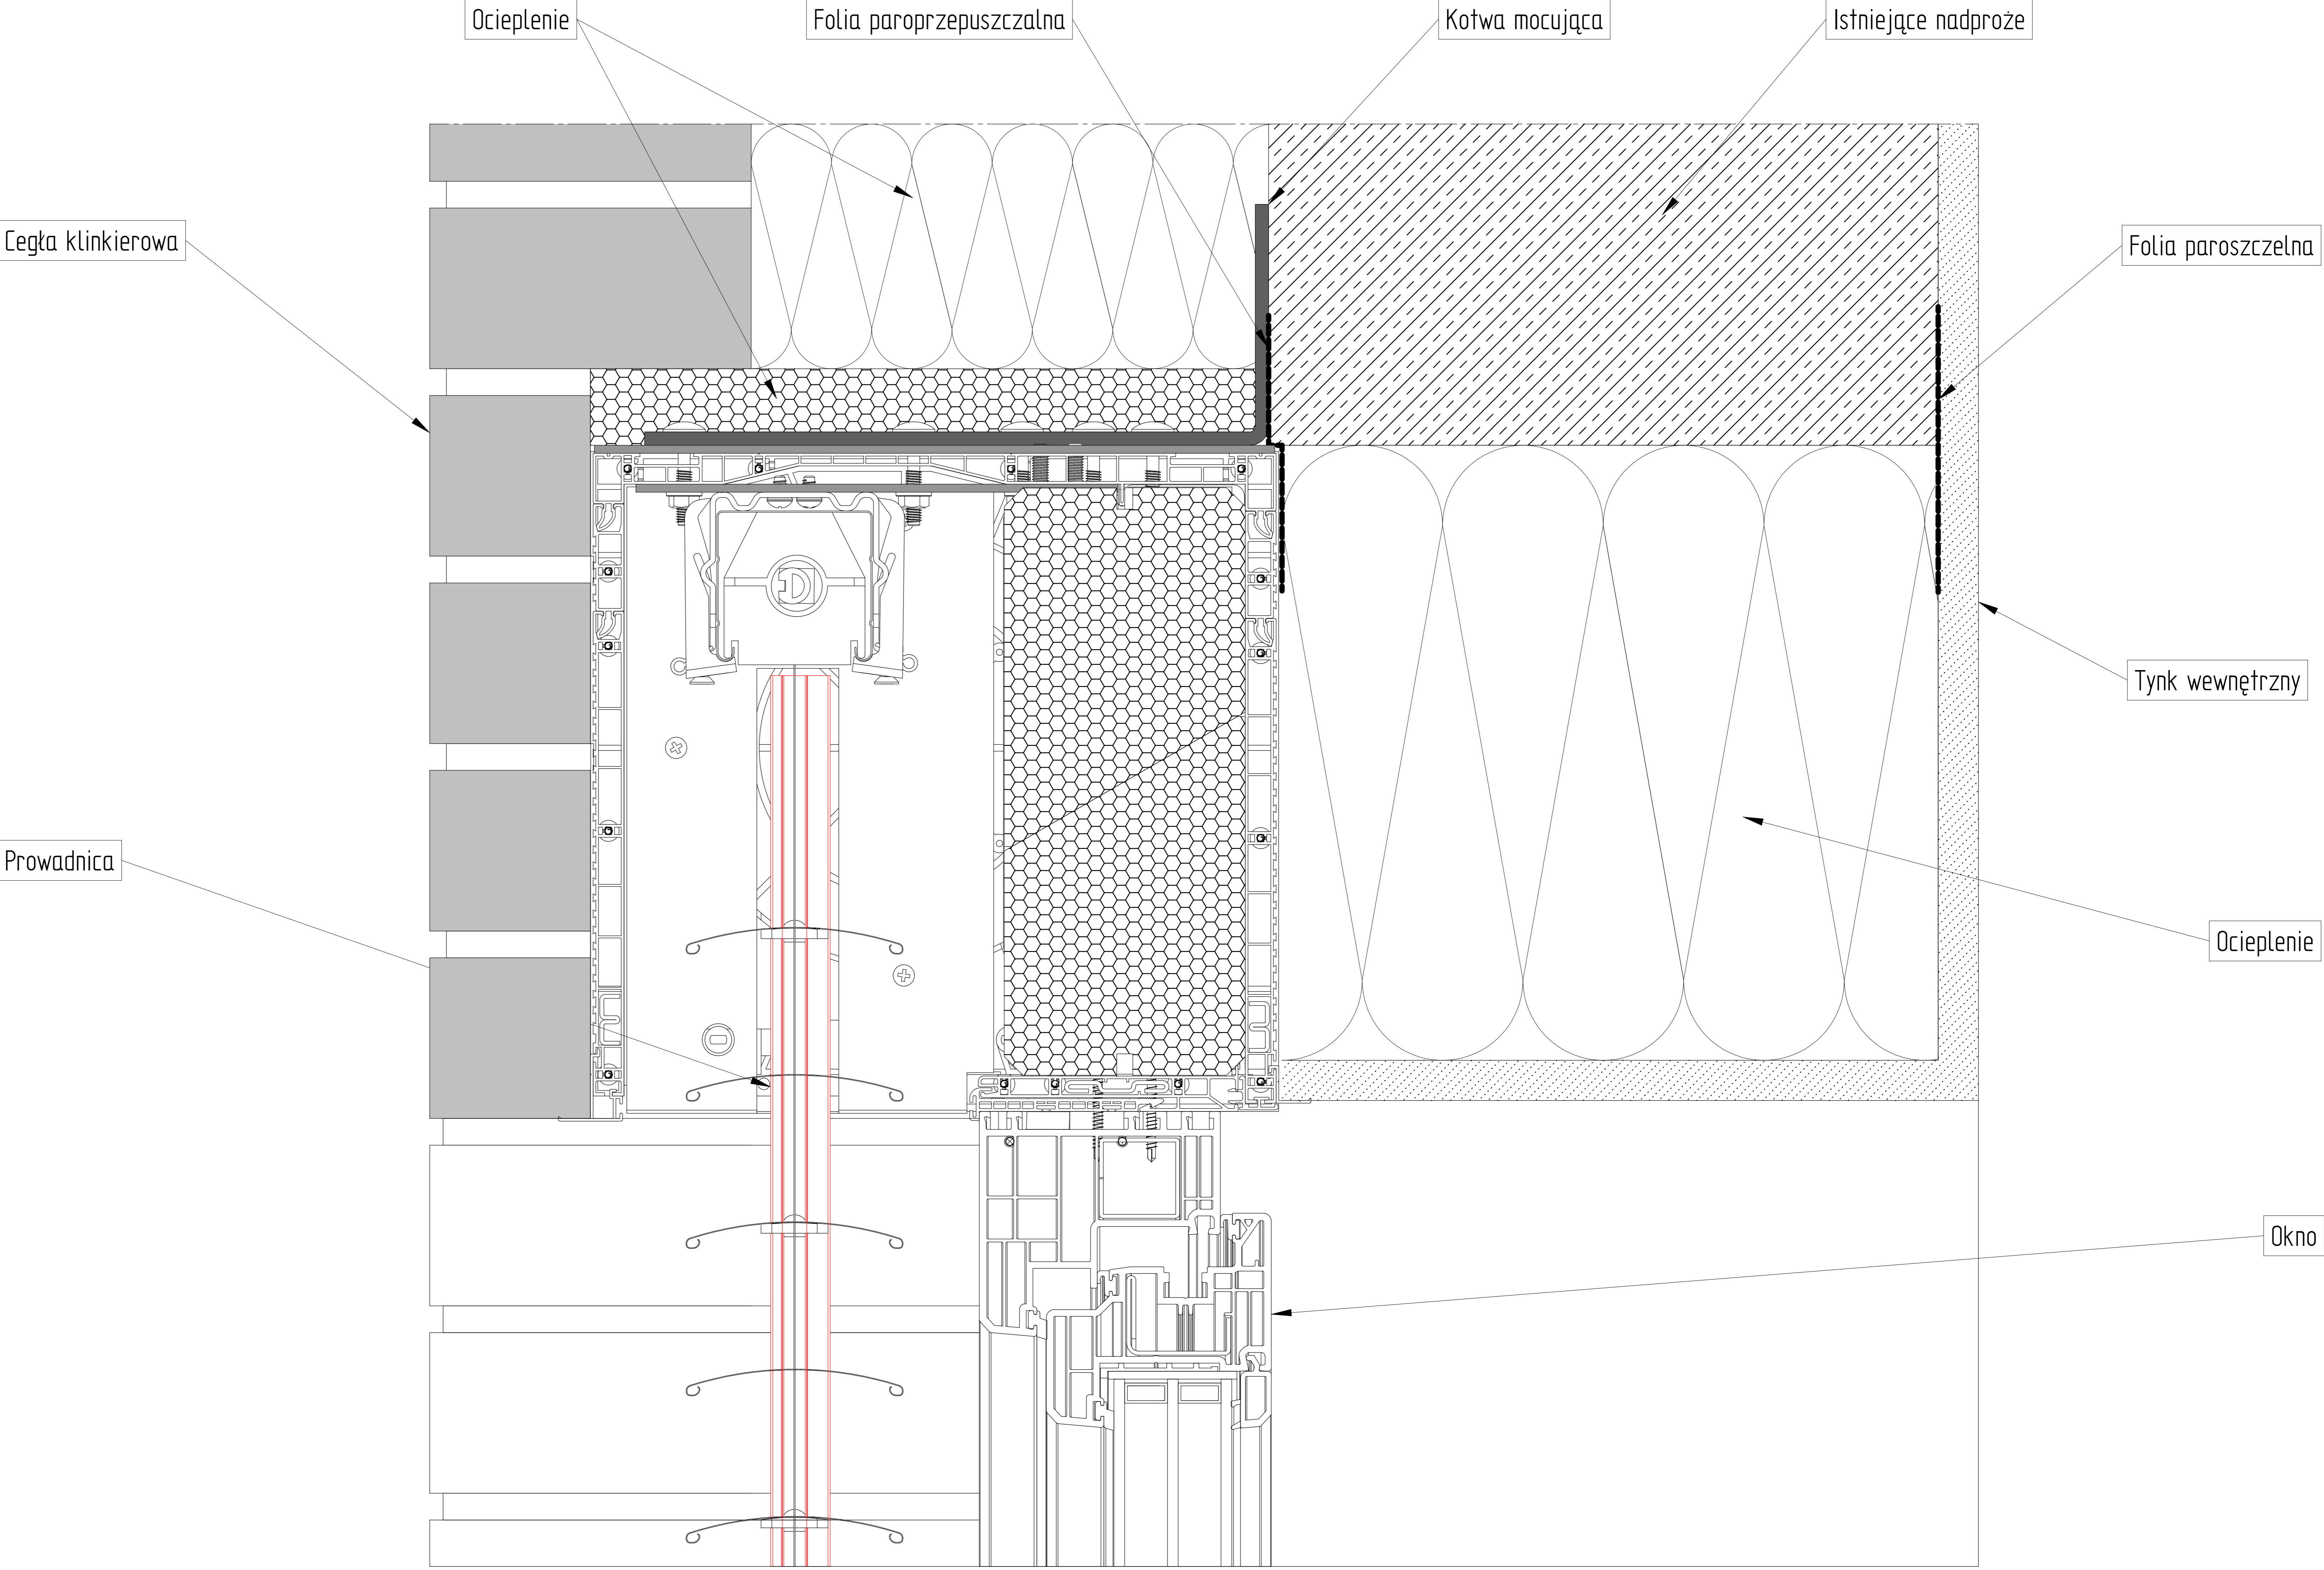 Ocieplenie
Folia paroprzepuszczalna
Kotwa mocująca
Istniejące nadproże
Cegła klinkierowa
Folia paroszczelna
Tynk wewnętrzny
Prowadnica
Ocieplenie
Okno